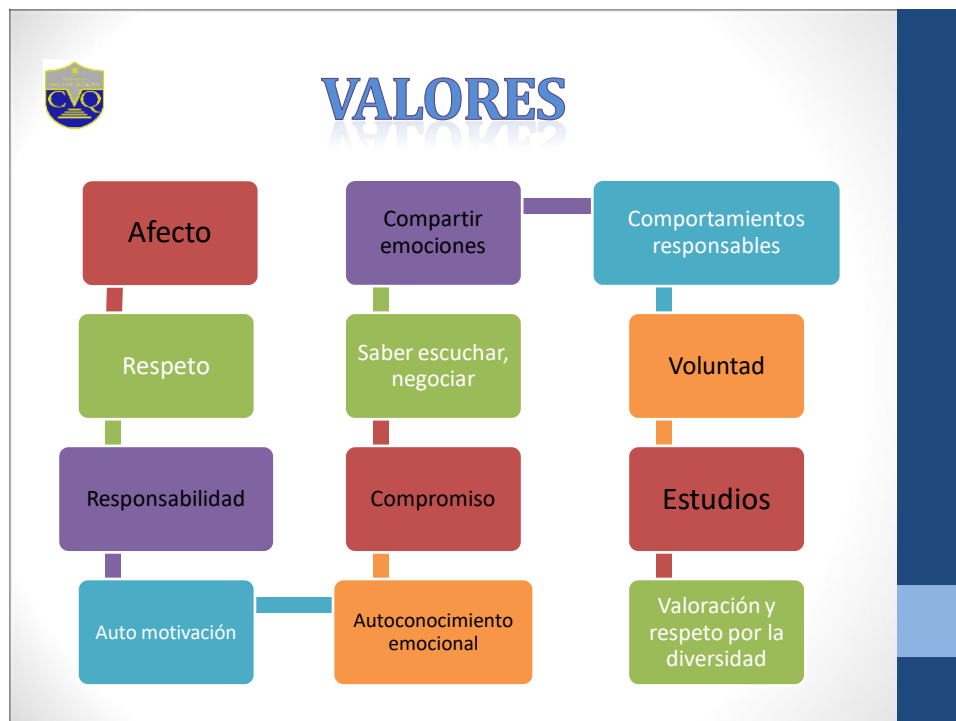 CVQ
VALORES
Afecto
Respeto
Responsabilidad
Auto motivación
Autoconocimiento
emocional
Compromiso
Saber escuchar,
negociar
Compartir
emociones
Comportamientos
responsables
Voluntad
Estudios
Valoración y
respeto por la
diversidad